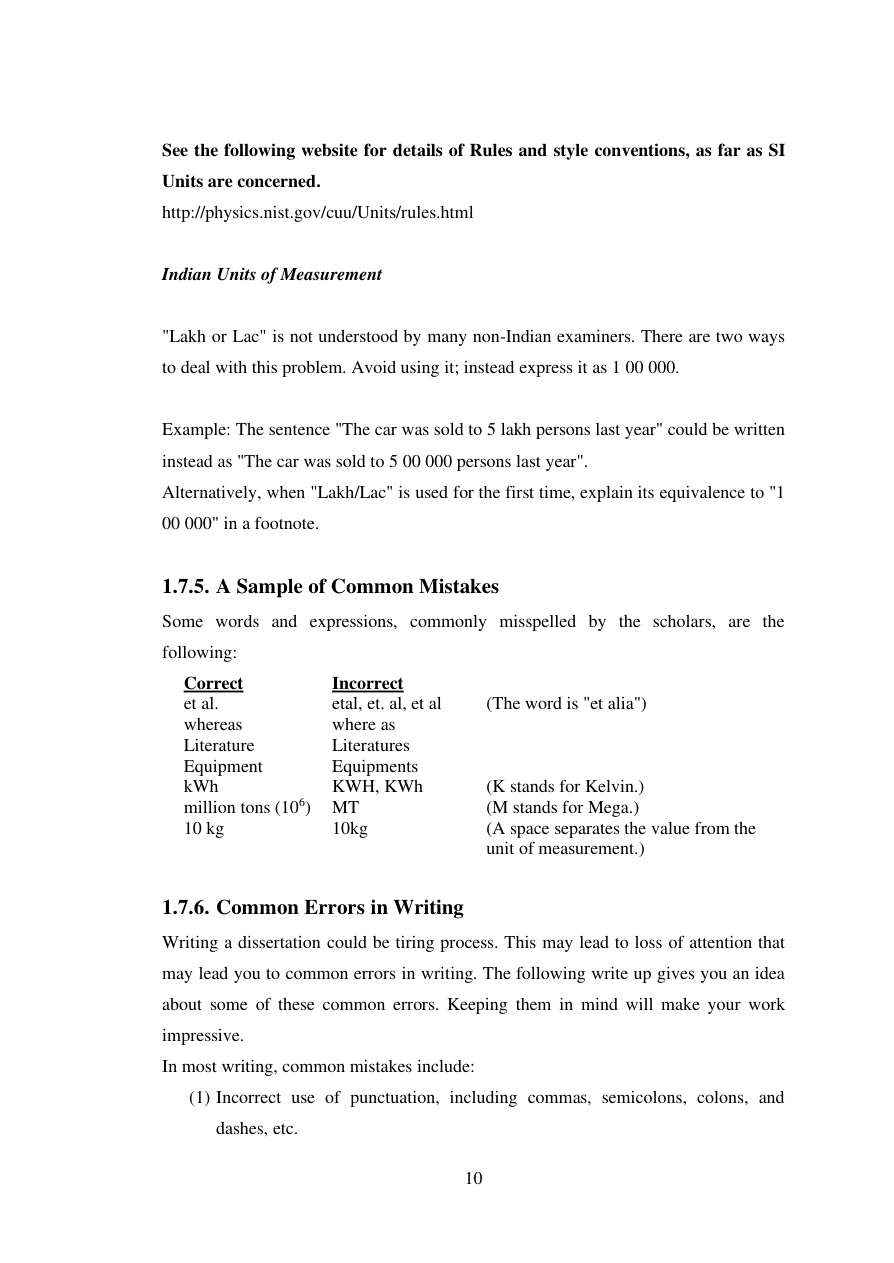 See the following website for details of Rules and style conventions, as far as SI
Units are concerned.
http://physics.nist.gov/cuu/Units/rules.html
Indian Units of Measurement
"Lakh or Lac" is not understood by many non-Indian examiners. There are two ways
to deal with this problem. Avoid using it; instead express it as 1 00 000.
Example: The sentence "The car was sold to 5 lakh persons last year" could be written
instead as "The car was sold to 5 00 000 persons last year".
Alternatively, when "Lakh/Lac" is used for the first time, explain its equivalence to "1
00 000" in a footnote.
1.7.5. A Sample of Common Mistakes
Some words and expressions, commonly misspelled by the scholars, are the
following:
Correct Incorrect
et al. etal, et. al, et al (The word is "et alia")
whereas where as
Literature Literatures
Equipment Equipments
kWh KWH, KWh (K stands for Kelvin.)
million tons (10⁶) MT (M stands for Mega.)
10 kg 10kg (A space separates the value from the
unit of measurement.)
1.7.6. Common Errors in Writing
Writing a dissertation could be tiring process. This may lead to loss of attention that
may lead you to common errors in writing. The following write up gives you an idea
about some of these common errors. Keeping them in mind will make your work
impressive.
In most writing, common mistakes include:
(1) Incorrect use of punctuation, including commas, semicolons, colons, and
dashes, etc.
10